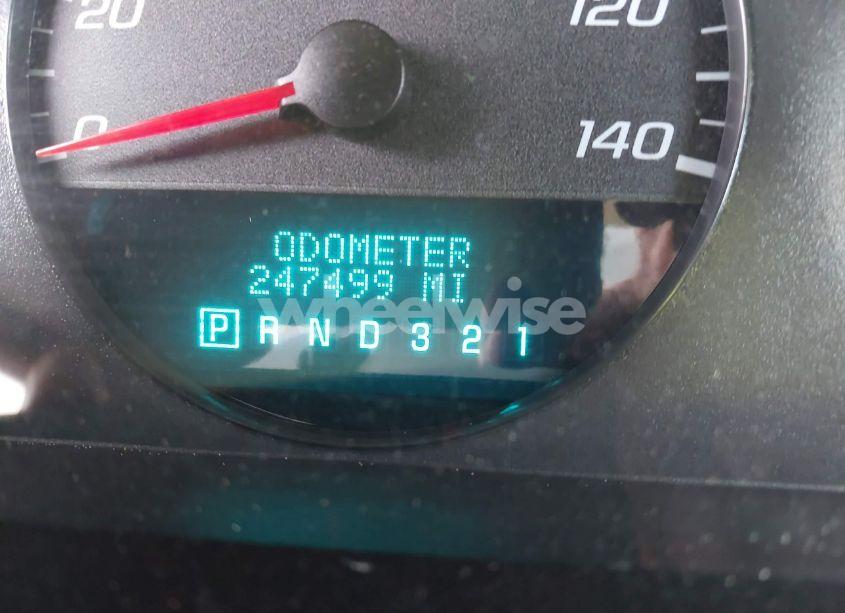 20
120
0
140
ODOMETER
247499 MI
wheelwise
P R N D 3 2 1